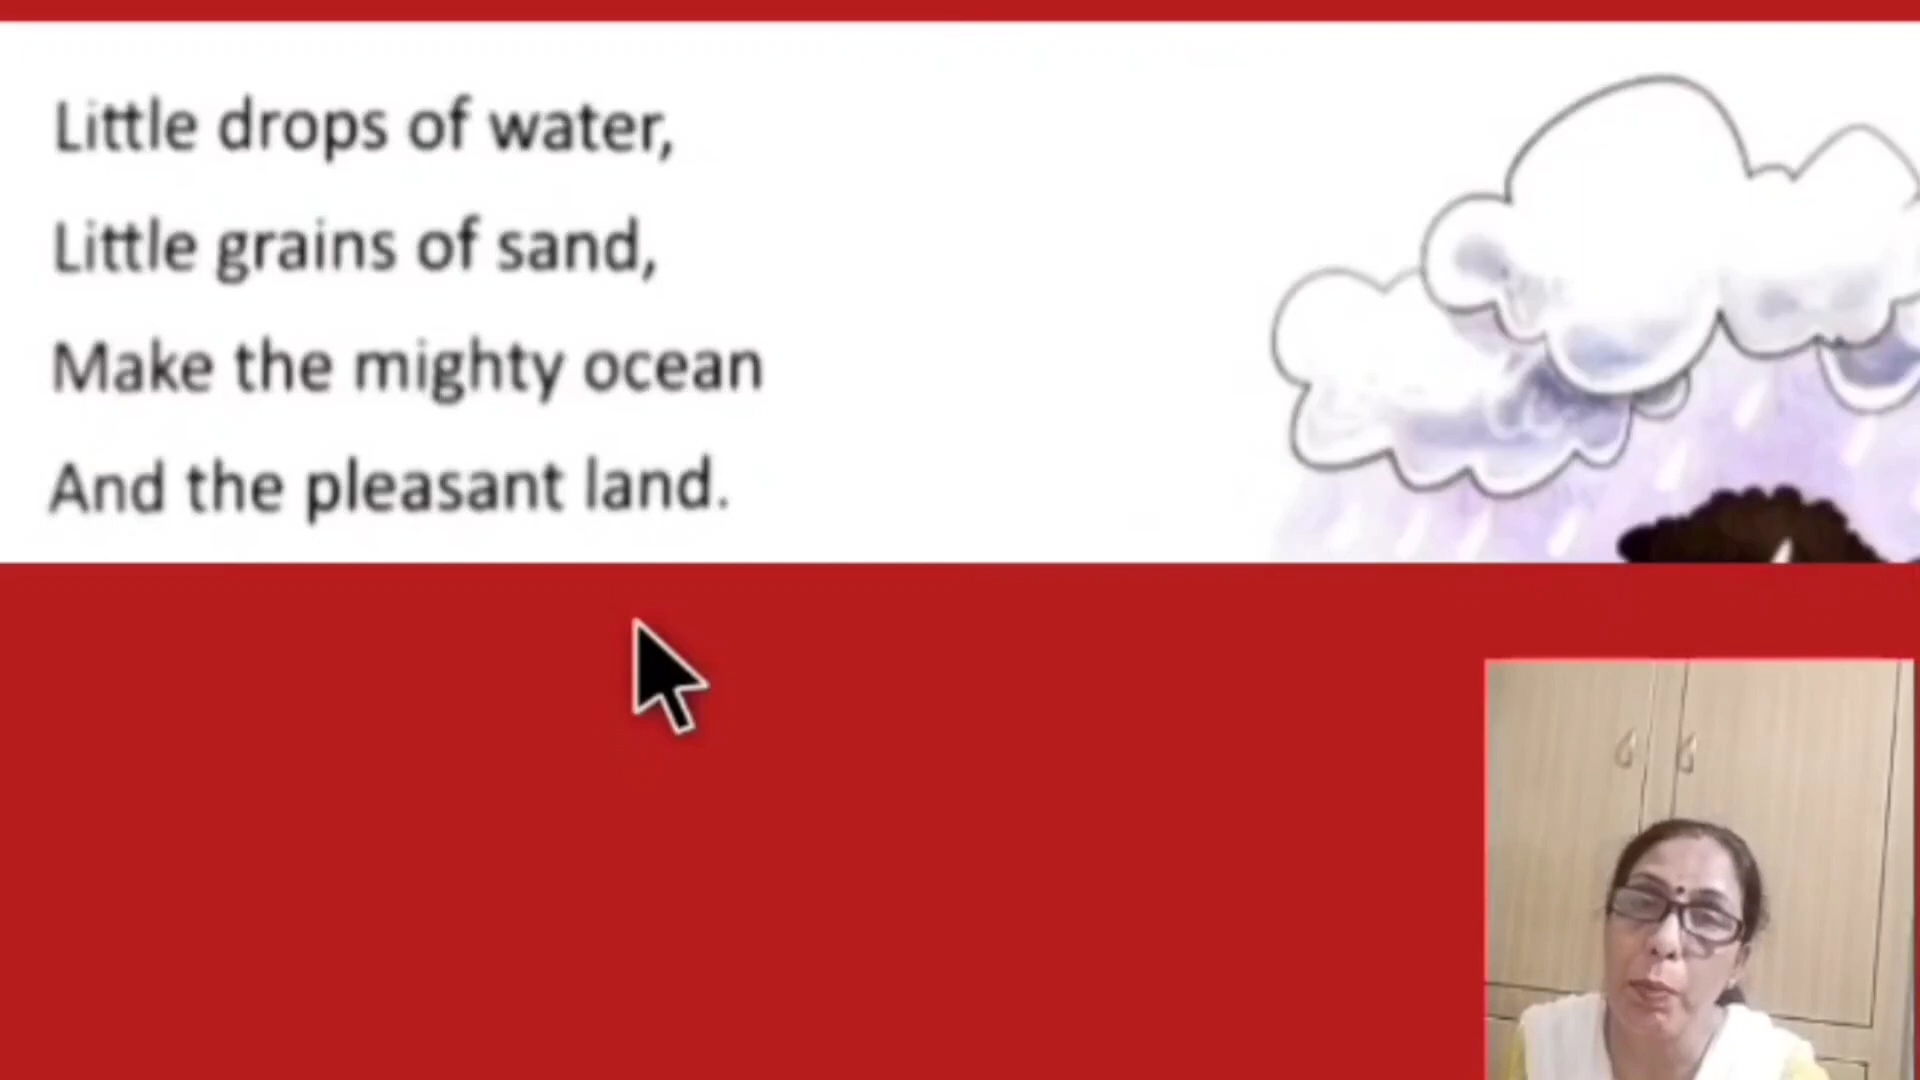 Little drops of water,
Little grains of sand,
Make the mighty ocean
And the pleasant land.